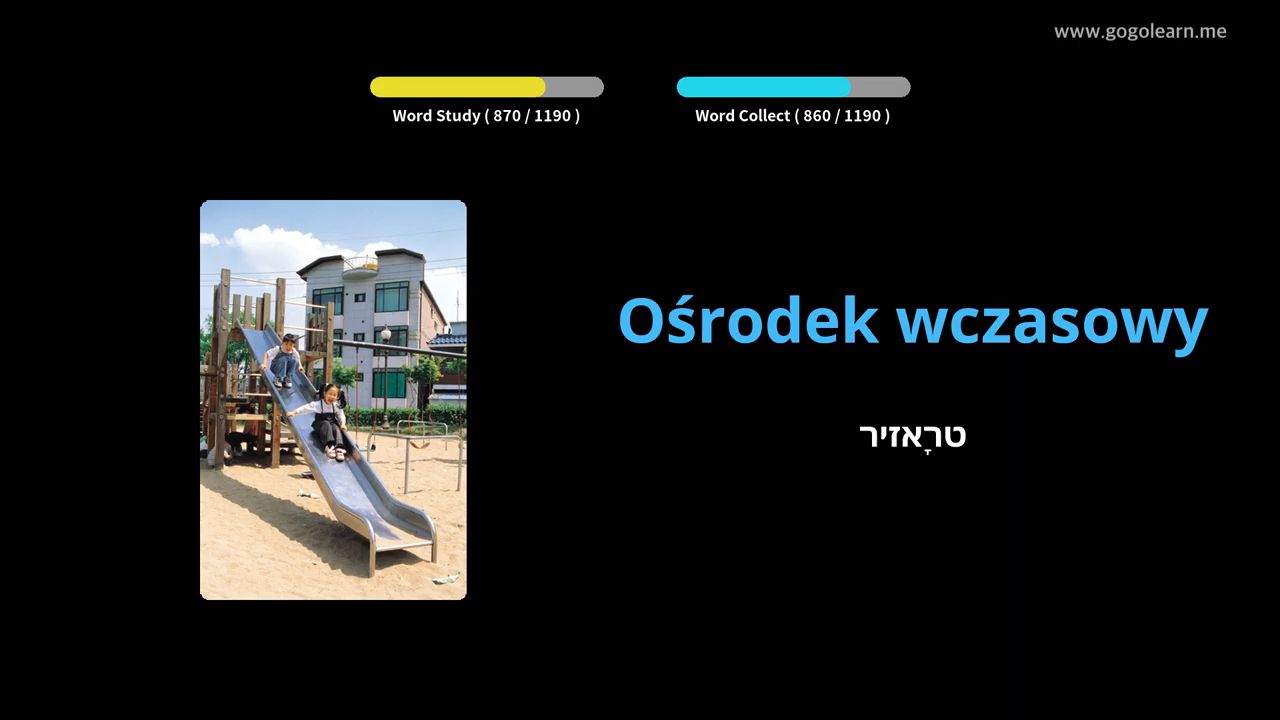 www.gogolearn.me
Word Study ( 870 / 1190 )
Word Collect ( 860 / 1190 )
Ośrodek wczasowy
טרָאזיר